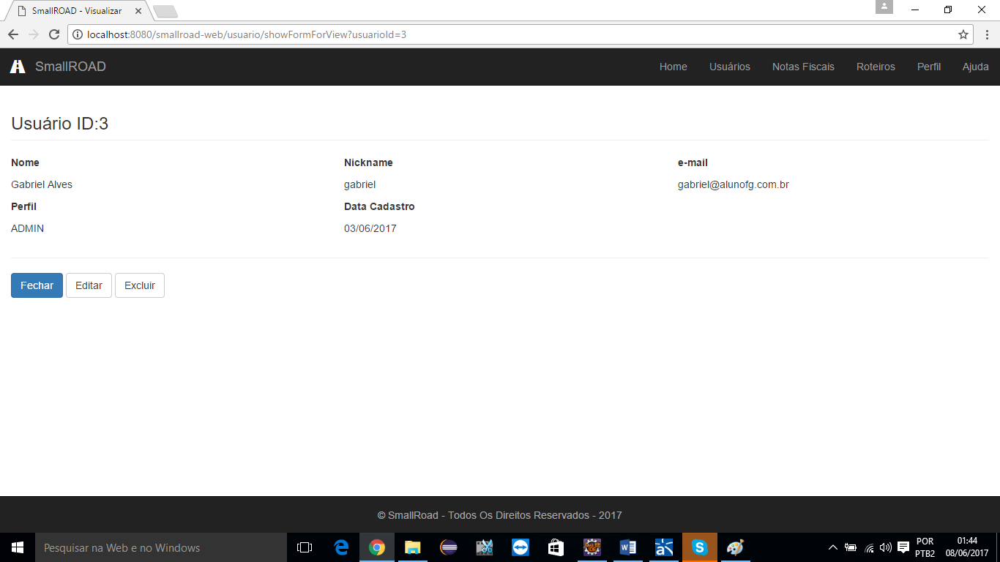 SmallROAD - Visualizar
localhost:8080/smallroad-web/usuario/showFormForView?usuarioId=3
SmallROAD Home Usuários Notas Fiscais Roteiros Perfil Ajuda
Usuário ID:3
Nome Nickname e-mail
Gabriel Alves gabriel gabriel@alunofg.com.br
Perfil Data Cadastro
ADMIN 03/06/2017
Fechar Editar Excluir
© SmallRoad - Todos Os Direitos Reservados - 2017
Pesquisar na Web e no Windows
Java EE
IDE
POR
PTB2
01:44
08/06/2017